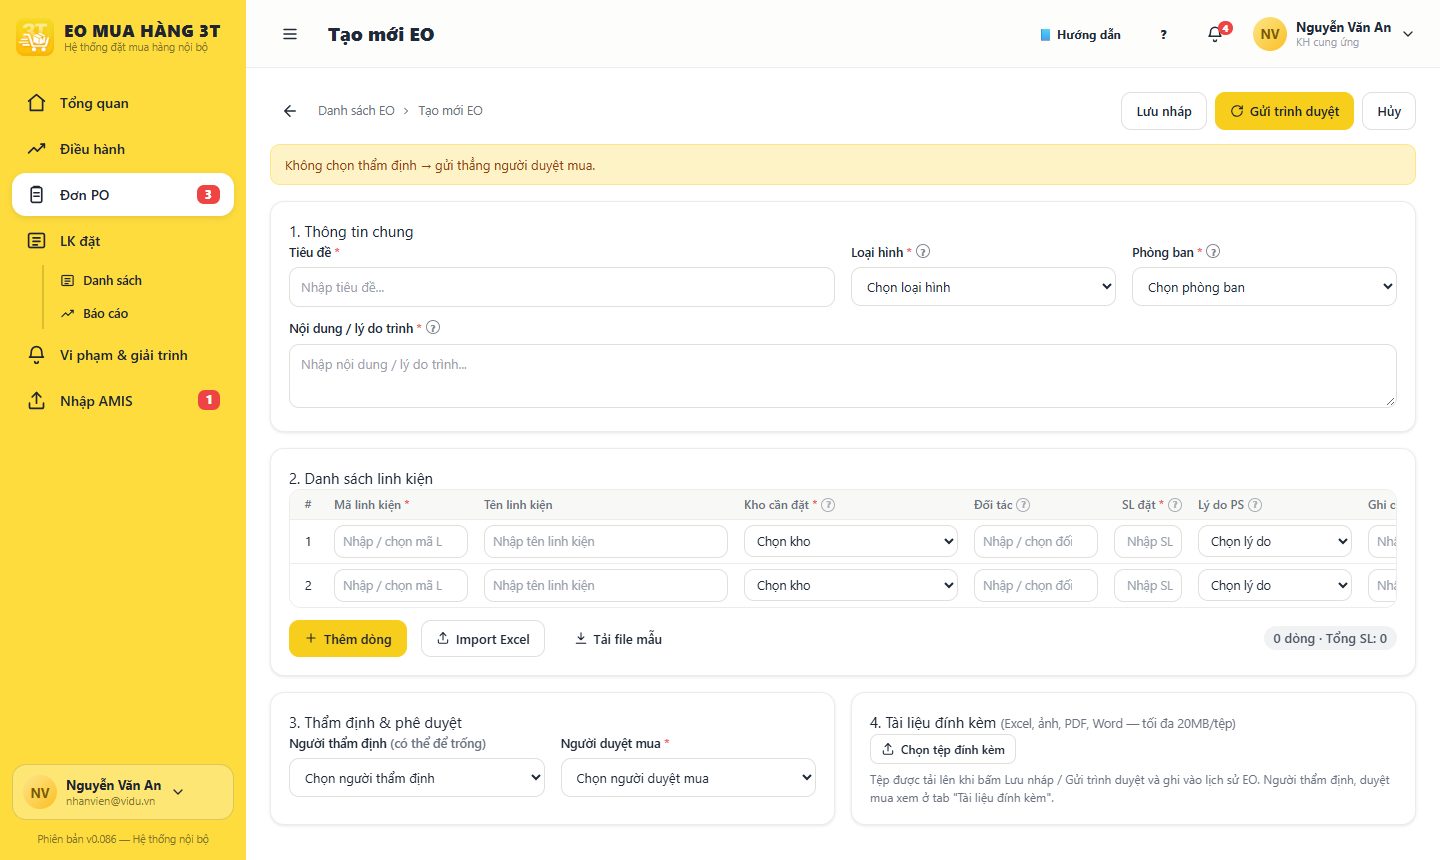 EO MUA HÀNG 3T
Hệ thống đặt mua hàng nội bộ
Tổng quan
Điều hành
Đơn PO 3
LK đặt
Danh sách
Báo cáo
Vi phạm & giải trình
Nhập AMIS 1
NV Nguyễn Văn An
nhanvien@vidu.vn
Phiên bản v0.086 — Hệ thống nội bộ
Tạo mới EO
Hướng dẫn ? 4 NV Nguyễn Văn An
KH cung ứng
Danh sách EO › Tạo mới EO
Lưu nháp Gửi trình duyệt Hủy
Không chọn thẩm định → gửi thẳng người duyệt mua.
1. Thông tin chung
Tiêu đề * Loại hình * ? Phòng ban * ?
Nhập tiêu đề... Chọn loại hình Chọn phòng ban
Nội dung / lý do trình * ?
Nhập nội dung / lý do trình...
2. Danh sách linh kiện
# Mã linh kiện * Tên linh kiện Kho cần đặt * ? Đối tác ? SL đặt * ? Lý do PS ? Ghi c
1 Nhập / chọn mã L Nhập tên linh kiện Chọn kho Nhập / chọn đối Nhập SL Chọn lý do Nhậ
2 Nhập / chọn mã L Nhập tên linh kiện Chọn kho Nhập / chọn đối Nhập SL Chọn lý do Nhậ
+ Thêm dòng Import Excel Tải file mẫu 0 dòng · Tổng SL: 0
3. Thẩm định & phê duyệt
Người thẩm định (có thể để trống) Người duyệt mua *
Chọn người thẩm định Chọn người duyệt mua
4. Tài liệu đính kèm (Excel, ảnh, PDF, Word — tối đa 20MB/tệp)
Chọn tệp đính kèm
Tệp được tải lên khi bấm Lưu nháp / Gửi trình duyệt và ghi vào lịch sử EO. Người thẩm định, duyệt
mua xem ở tab "Tài liệu đính kèm".